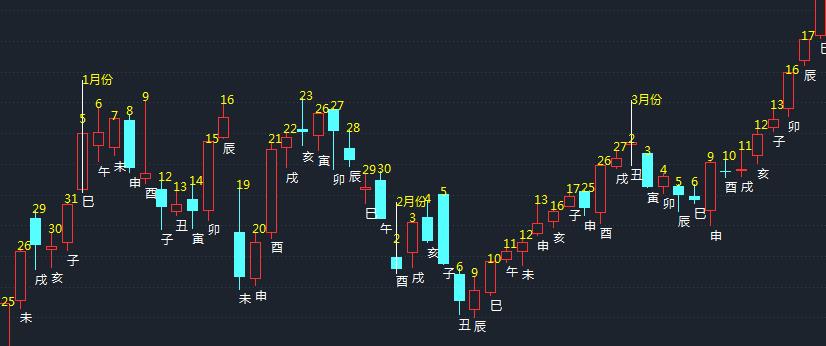 25
26
未
29
戌
30
亥
31
子
1月份
5
巳
6
午
7
未
8
申
9
酉
12
子
13
丑
14
寅
15
卯
16
辰
19
未
20
申
21
酉
22
戌
23
亥
26
寅
27
卯
28
辰
29
巳
30
午
2月份
2
酉
3
戌
4
亥
5
子
6
丑
9
辰
10
巳
11
午
12
未
13
申
16
亥
17
子
25
申
26
酉
27
戌
3月份
2
丑
3
寅
4
卯
5
辰
6
巳
9
申
10
酉
11
戌
12
亥
13
子
16
卯
17
辰